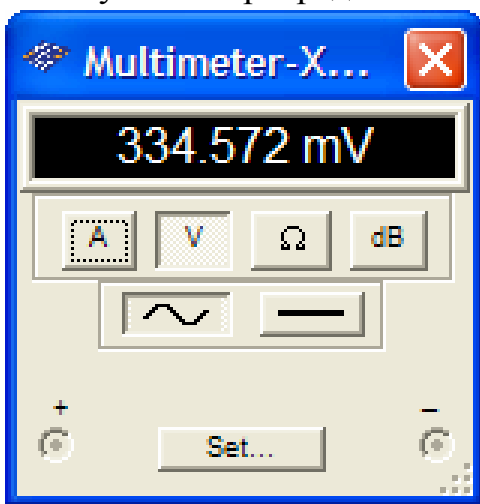 Multimeter-X...
334.572 mV
A V Ω dB
+ –
Set...